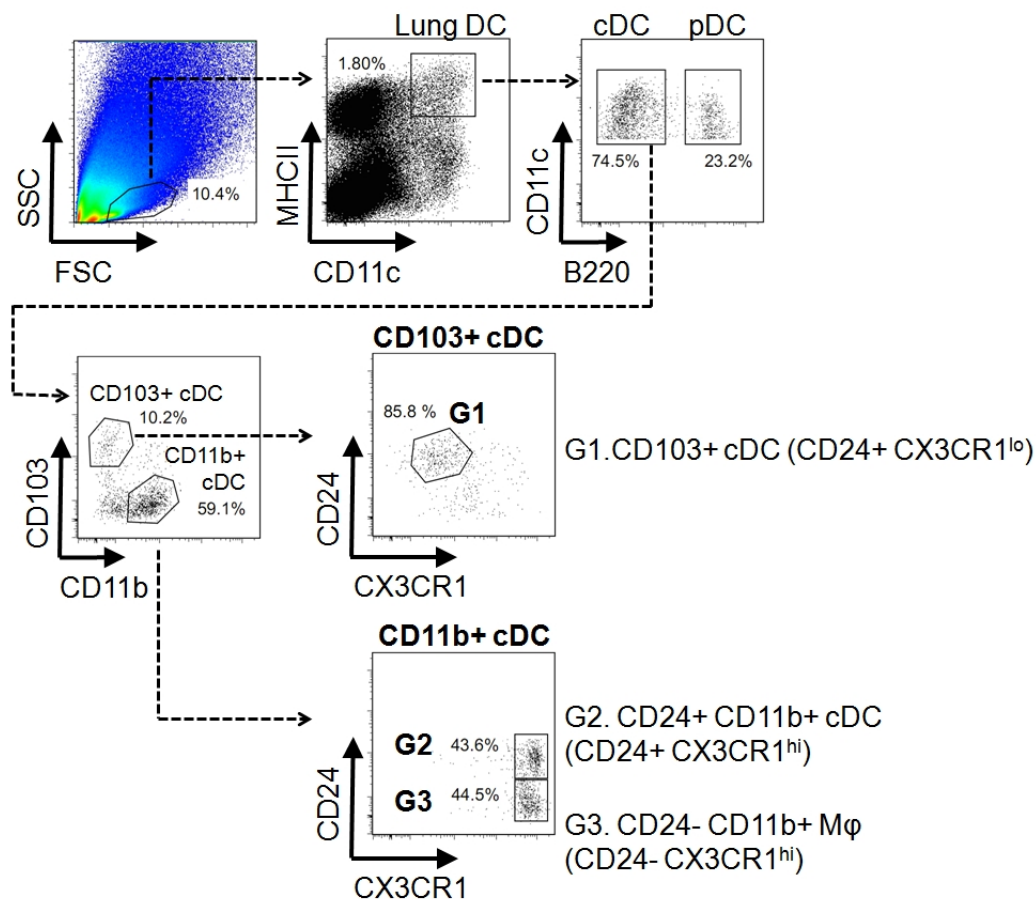 Lung DC
cDC
pDC
1.80%
SSC
10.4%
MHCII
CD11c
74.5%
23.2%
FSC
CD11c
B220
CD103+ cDC
CD103+ cDC
10.2%
85.8 %
G1
G1.CD103+ cDC (CD24+ CX3CR1lo)
CD11b+
cDC
59.1%
CD103
CD24
CD11b
CX3CR1
CD11b+ cDC
G2
43.6%
G2. CD24+ CD11b+ cDC
(CD24+ CX3CR1hi)
CD24
G3
44.5%
G3. CD24- CD11b+ Mφ
(CD24- CX3CR1hi)
CX3CR1